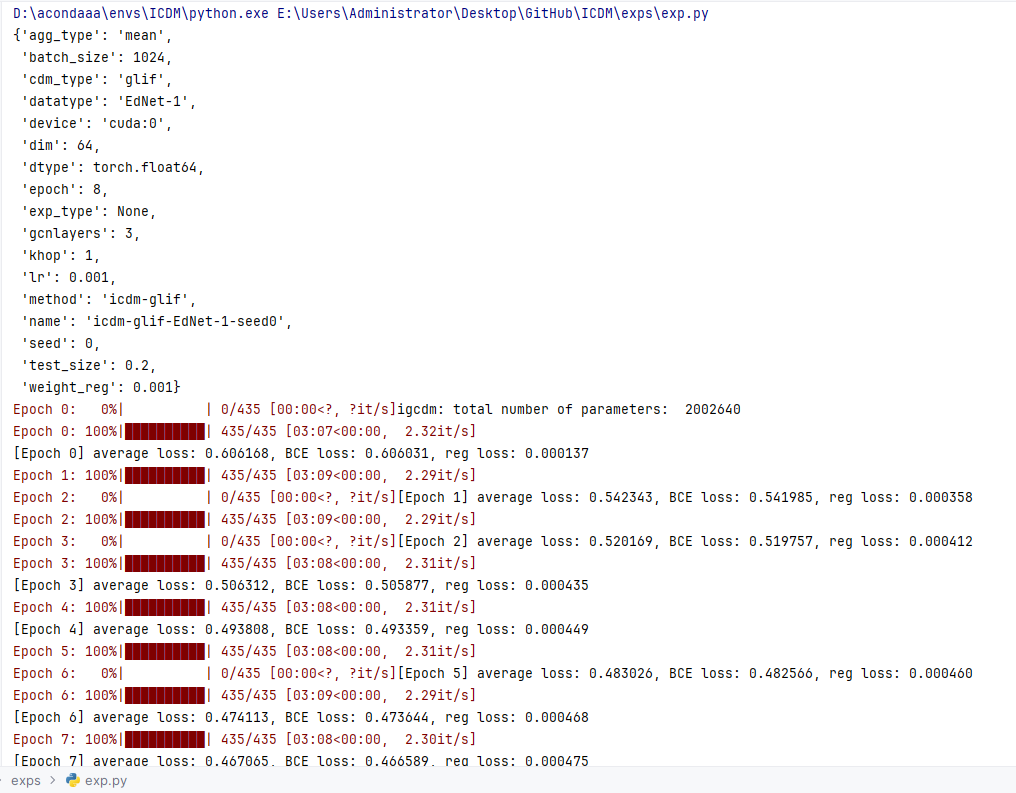 D:\acondaaa\envs\ICDM\python.exe E:\Users\Administrator\Desktop\GitHub\ICDM\exps\exp.py
{'agg_type': 'mean',
 'batch_size': 1024,
 'cdm_type': 'glif',
 'datatype': 'EdNet-1',
 'device': 'cuda:0',
 'dim': 64,
 'dtype': torch.float64,
 'epoch': 8,
 'exp_type': None,
 'gcnlayers': 3,
 'khop': 1,
 'lr': 0.001,
 'method': 'icdm-glif',
 'name': 'icdm-glif-EdNet-1-seed0',
 'seed': 0,
 'test_size': 0.2,
 'weight_reg': 0.001}
Epoch 0:   0%|          | 0/435 [00:00<?, ?it/s]igcdm: total number of parameters:  2002640
Epoch 0: 100%|██████████| 435/435 [03:07<00:00,  2.32it/s]
[Epoch 0] average loss: 0.606168, BCE loss: 0.606031, reg loss: 0.000137
Epoch 1: 100%|██████████| 435/435 [03:09<00:00,  2.29it/s]
Epoch 2:   0%|          | 0/435 [00:00<?, ?it/s][Epoch 1] average loss: 0.542343, BCE loss: 0.541985, reg loss: 0.000358
Epoch 2: 100%|██████████| 435/435 [03:09<00:00,  2.29it/s]
Epoch 3:   0%|          | 0/435 [00:00<?, ?it/s][Epoch 2] average loss: 0.520169, BCE loss: 0.519757, reg loss: 0.000412
Epoch 3: 100%|██████████| 435/435 [03:08<00:00,  2.31it/s]
[Epoch 3] average loss: 0.506312, BCE loss: 0.505877, reg loss: 0.000435
Epoch 4: 100%|██████████| 435/435 [03:08<00:00,  2.31it/s]
[Epoch 4] average loss: 0.493808, BCE loss: 0.493359, reg loss: 0.000449
Epoch 5: 100%|██████████| 435/435 [03:08<00:00,  2.31it/s]
Epoch 6:   0%|          | 0/435 [00:00<?, ?it/s][Epoch 5] average loss: 0.483026, BCE loss: 0.482566, reg loss: 0.000460
Epoch 6: 100%|██████████| 435/435 [03:09<00:00,  2.29it/s]
[Epoch 6] average loss: 0.474113, BCE loss: 0.473644, reg loss: 0.000468
Epoch 7: 100%|██████████| 435/435 [03:08<00:00,  2.30it/s]
[Epoch 7] average loss: 0.467065, BCE loss: 0.466589, reg loss: 0.000475
exps > exp.py